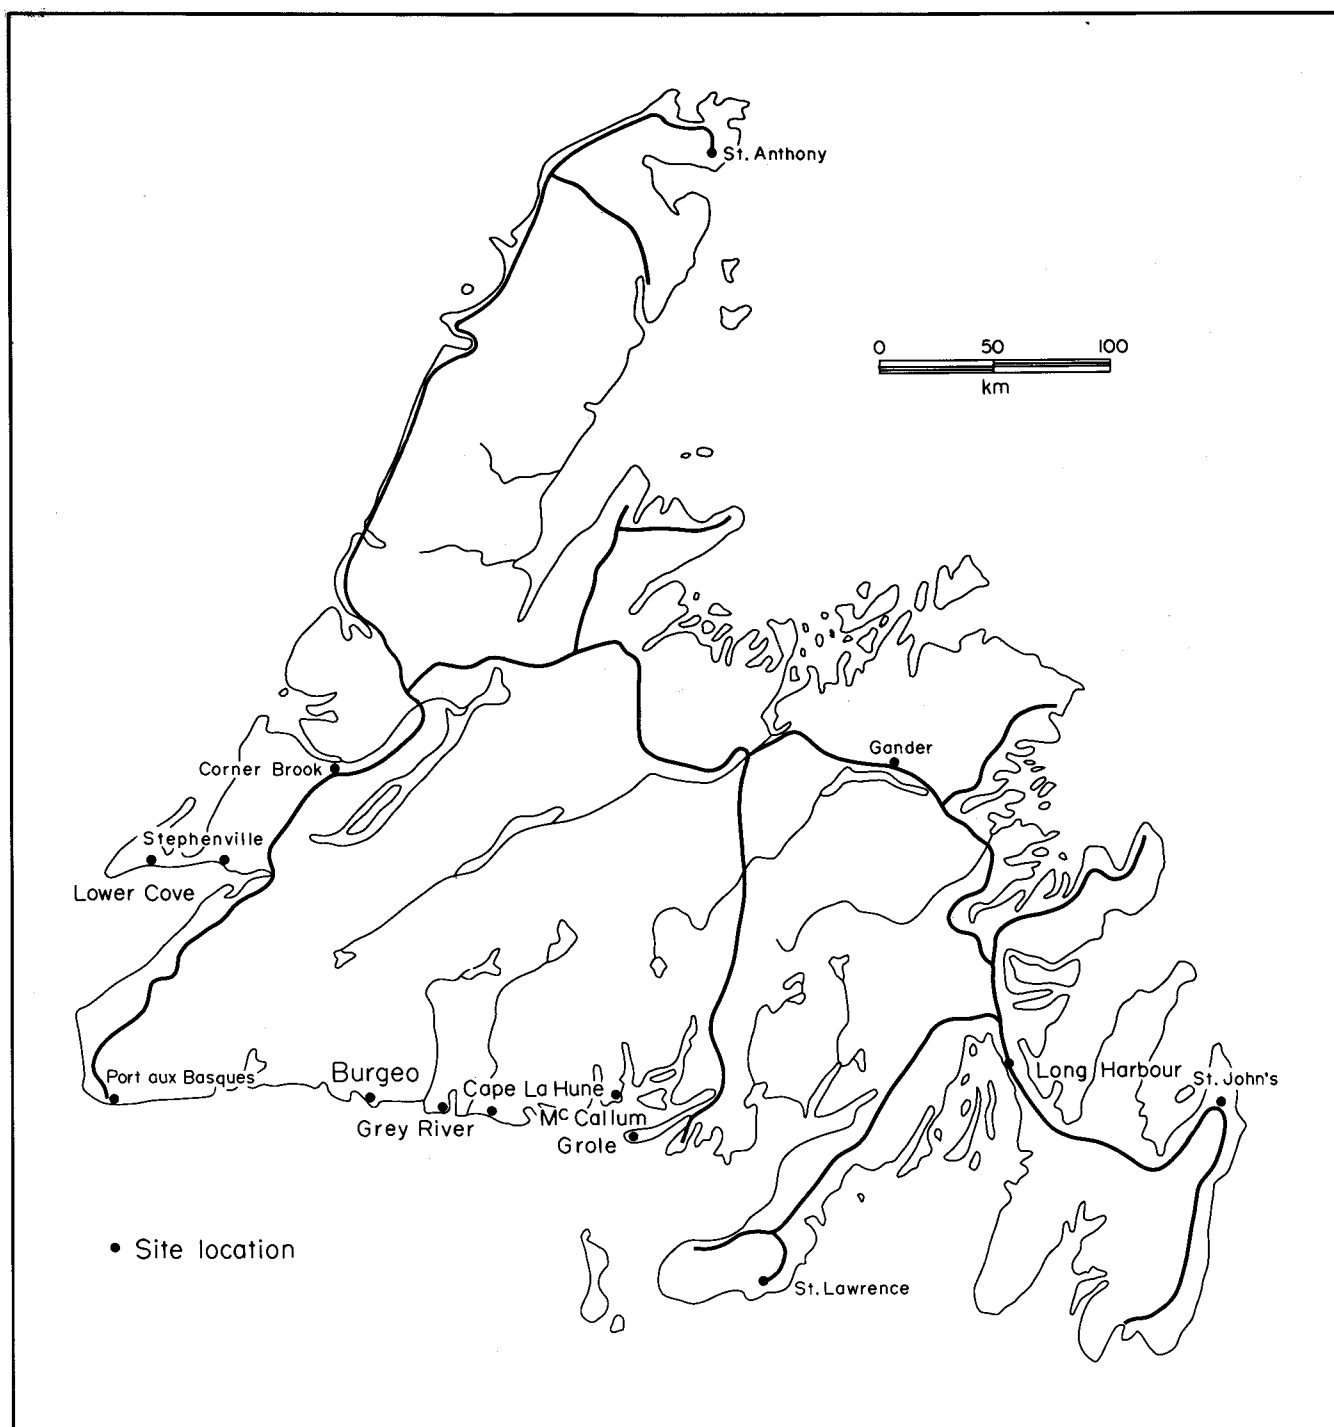 St. Anthony
0 50 100
km
Gander
Corner Brook
Stephenville
Lower Cove
Port aux Basques
Burgeo
Cape La Hune
Long Harbour
St. John's
Grey River
Mc Callum
Grole
Site location
St. Lawrence